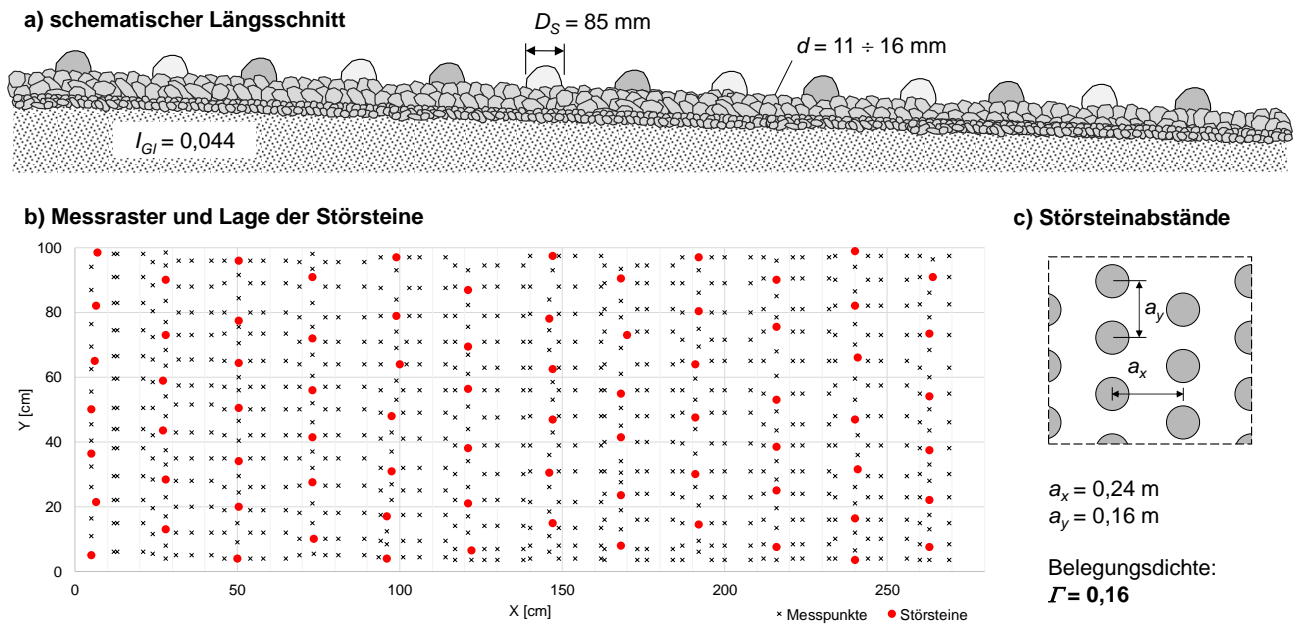 a) schematischer Längsschnitt
D_S = 85 mm
d = 11 ÷ 16 mm
I_Gl = 0,044
b) Messraster und Lage der Störsteine
c) Störsteinabstände
100
80
60
40
20
0
Y [cm]
0
50
100
150
200
250
X [cm]
× Messpunkte
● Störsteine
a_y
a_x
a_x = 0,24 m
a_y = 0,16 m
Belegungsdichte:
Γ = 0,16